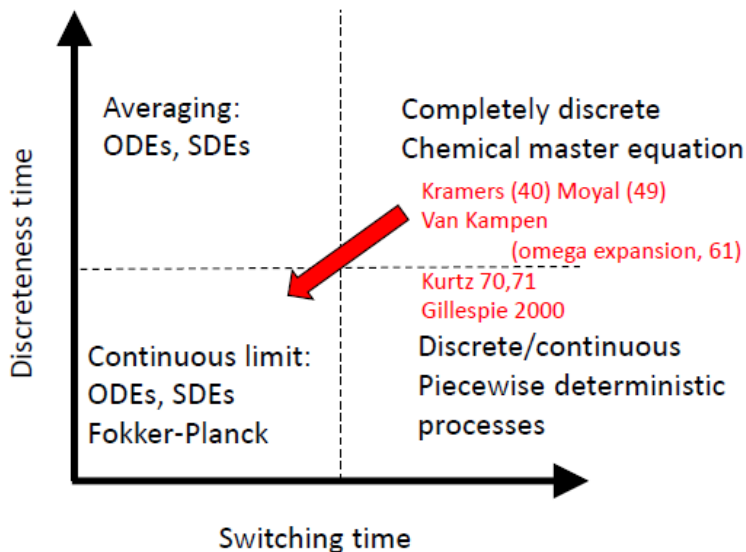 Averaging:
ODEs, SDEs
Completely discrete
Chemical master equation
Kramers (40) Moyal (49)
Van Kampen
(omega expansion, 61)
Kurtz 70,71
Gillespie 2000
Discrete/continuous
Piecewise deterministic
processes
Continuous limit:
ODEs, SDEs
Fokker-Planck
Discreteness time
Switching time